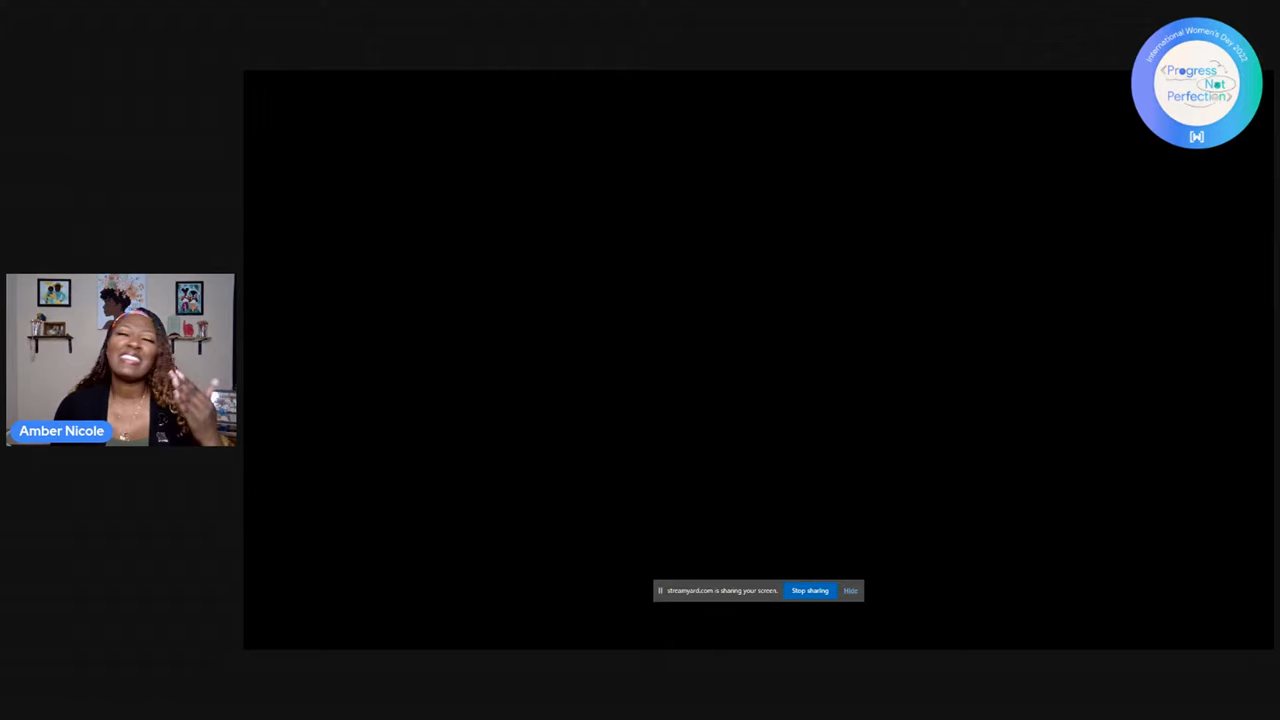 International Women's Day 2022
<Progress
Not
Perfection>
[W]
Amber Nicole
streamyard.com is sharing your screen.
Stop sharing
Hide